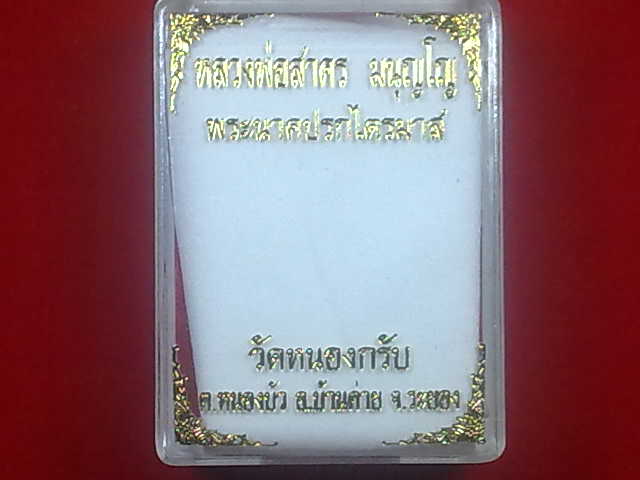 หลวงพ่อสาคร มนุญโญ
พระนาคปรกไตรมาส
วัดหนองกรับ
ต.หนองบัว อ.บ้านค่าย จ.ระยอง